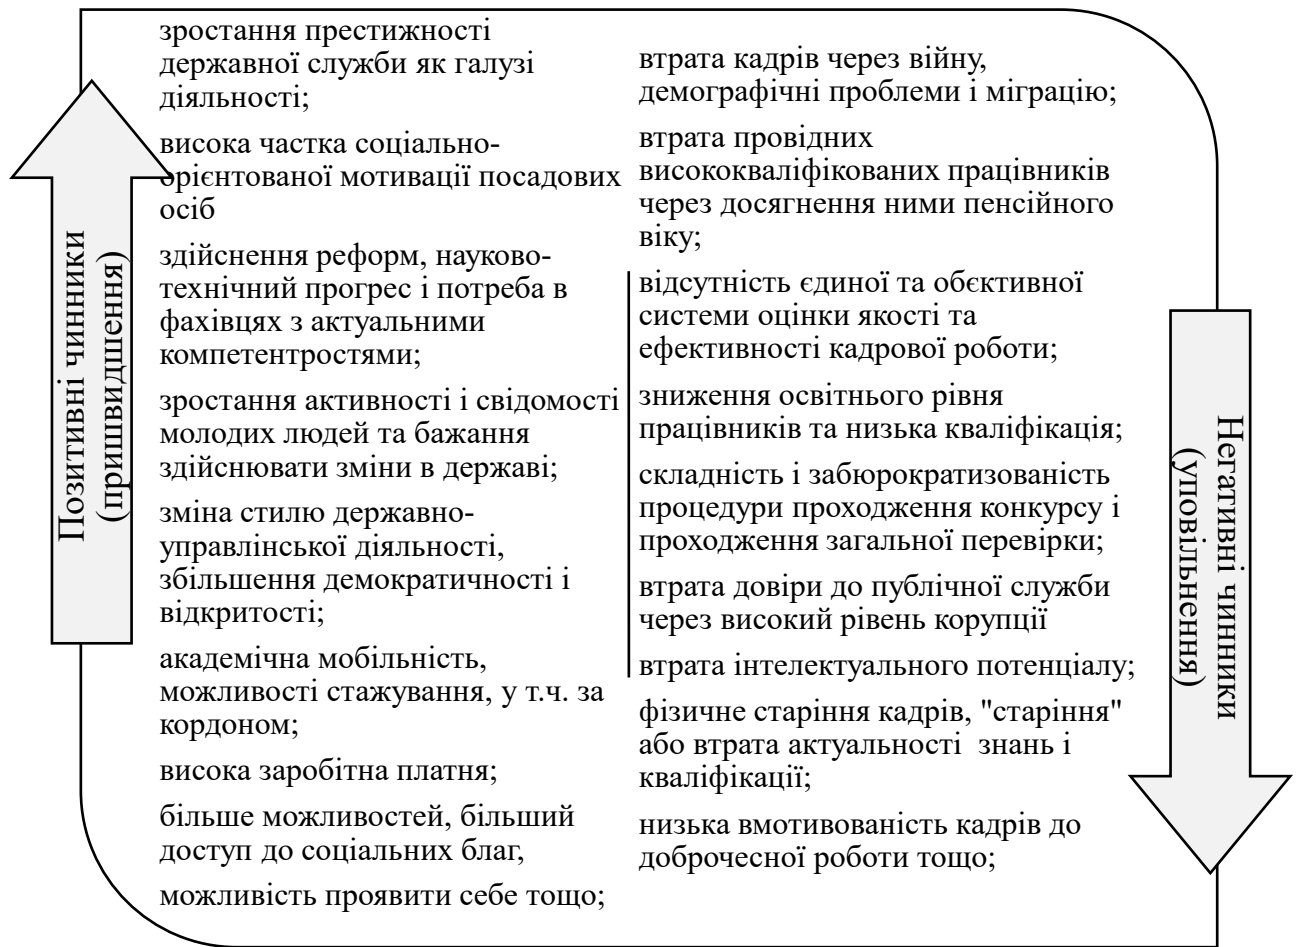 Позитивні чинники
(пришвидшення)
зростання престижності
державної служби як галузі
діяльності;
висока частка соціально-
орієнтованої мотивації посадових
осіб
здійснення реформ, науково-
технічний прогрес і потреба в
фахівцях з актуальними
компетентростями;
зростання активності і свідомості
молодих людей та бажання
здійснювати зміни в державі;
зміна стилю державно-
управлінської діяльності,
збільшення демократичності і
відкритості;
академічна мобільність,
можливості стажування, у т.ч. за
кордоном;
висока заробітна платня;
більше можливостей, більший
доступ до соціальних благ,
можливість проявити себе тощо;
втрата кадрів через війну,
демографічні проблеми і міграцію;
втрата провідних
висококваліфікованих працівників
через досягнення ними пенсійного
віку;
відсутність єдиної та обєктивної
системи оцінки якості та
ефективності кадрової роботи;
зниження освітнього рівня
працівників та низька кваліфікація;
складність і забюрократизованість
процедури проходження конкурсу і
проходження загальної перевірки;
втрата довіри до публічної служби
через високий рівень корупції
втрата інтелектуального потенціалу;
фізичне старіння кадрів, "старіння"
або втрата актуальності знань і
кваліфікації;
низька вмотивованість кадрів до
доброчесної роботи тощо;
Негативні чинники
(уповільнення)